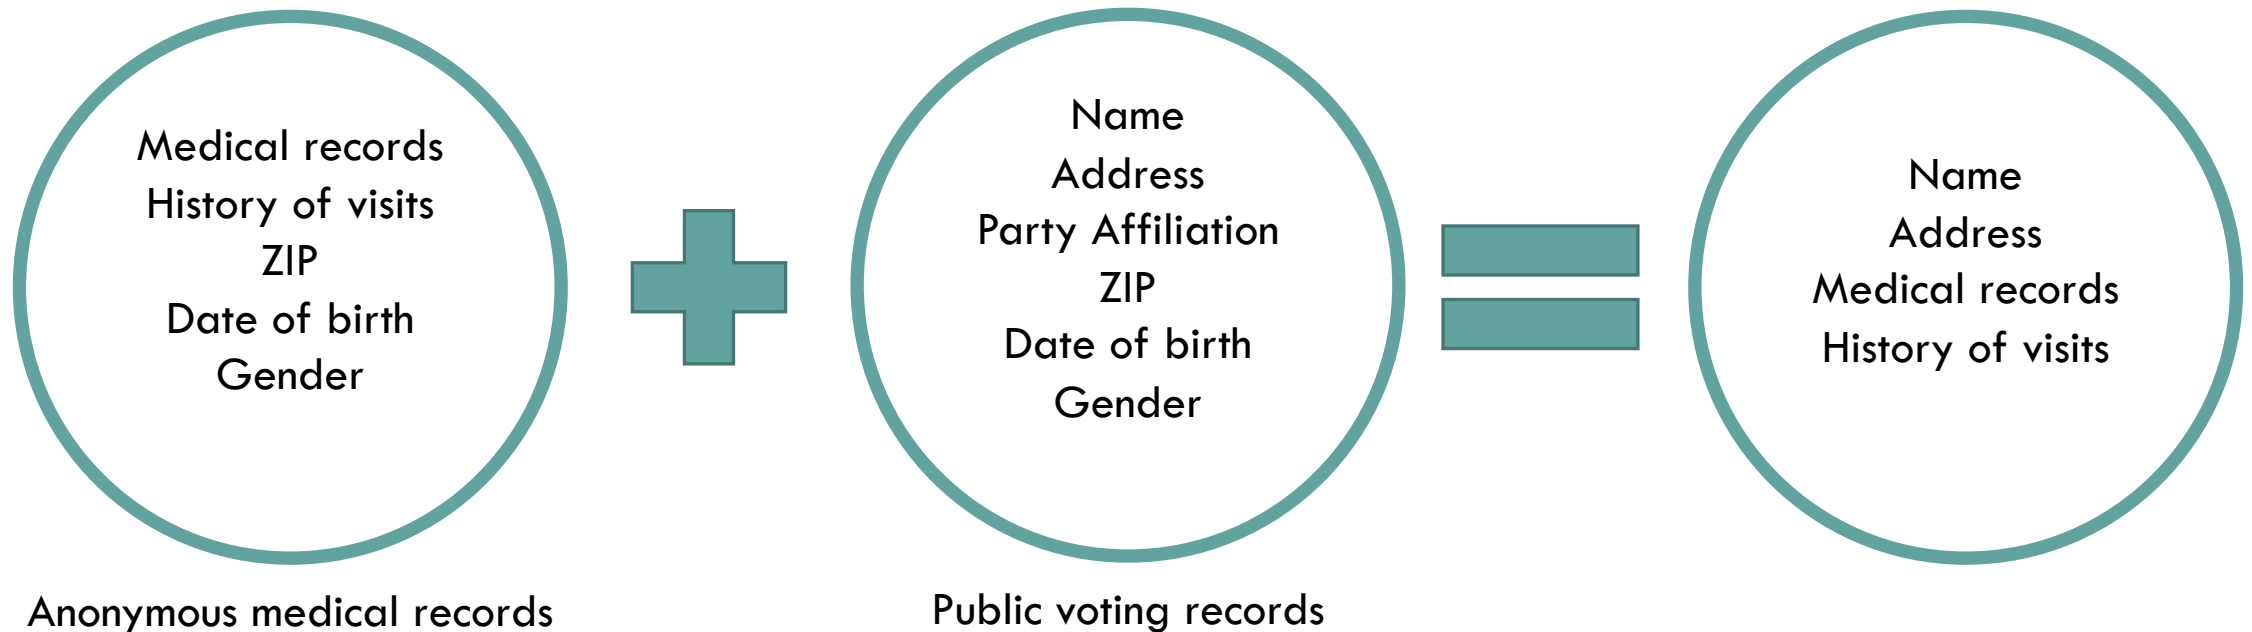 Medical records
History of visits
ZIP
Date of birth
Gender
Anonymous medical records
Name
Address
Party Affiliation
ZIP
Date of birth
Gender
Public voting records
Name
Address
Medical records
History of visits